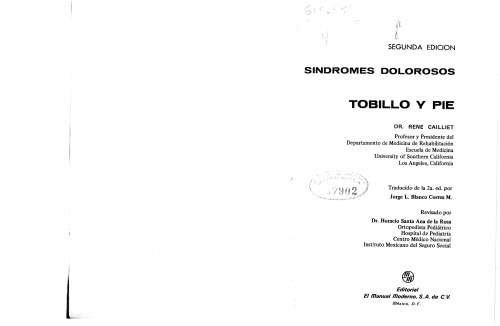 SEGUNDA EDICION
SINDROMES DOLOROSOS
TOBILLO Y PIE
DR. RENE CAILLIET
Profesor y Presidente del
Departamento de Medicina de Rehabilitación
Escuela de Medicina
University of Southern California
Los Angeles, California
57902
Traducido de la 2a. ed. por
Jorge L. Blanco Correa M.
Revisado por
Dr. Horacio Santa Ana de la Rosa
Ortopedista Pediátrico
Hospital de Pediatría
Centro Médico Nacional
Instituto Mexicano del Seguro Social
Editorial
El Manual Moderno, S.A. de C.V.
México, D.F.